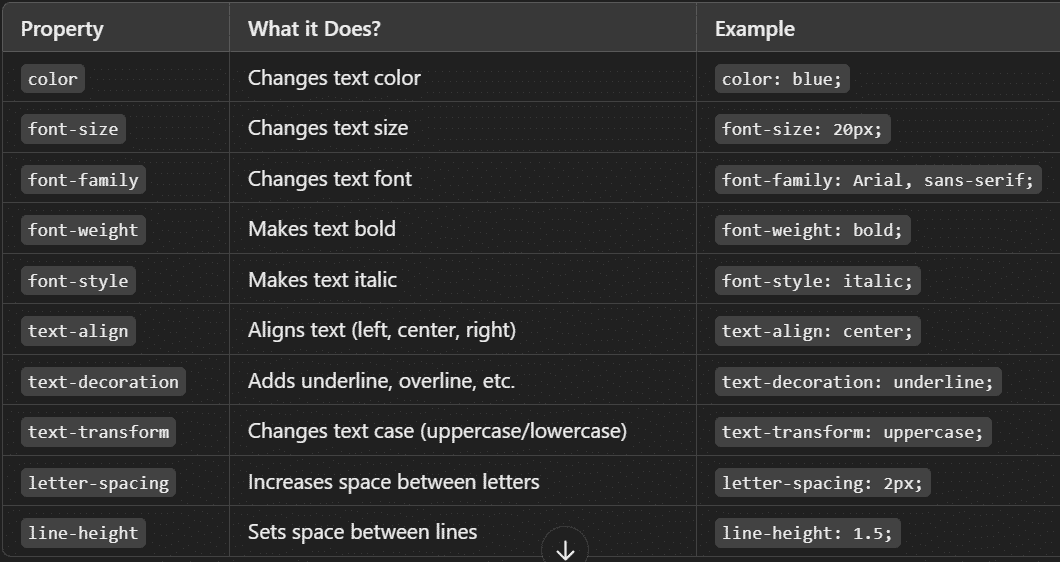 Property What it Does? Example
color Changes text color color: blue;
font-size Changes text size font-size: 20px;
font-family Changes text font font-family: Arial, sans-serif;
font-weight Makes text bold font-weight: bold;
font-style Makes text italic font-style: italic;
text-align Aligns text (left, center, right) text-align: center;
text-decoration Adds underline, overline, etc. text-decoration: underline;
text-transform Changes text case (uppercase/lowercase) text-transform: uppercase;
letter-spacing Increases space between letters letter-spacing: 2px;
line-height Sets space between lines line-height: 1.5;